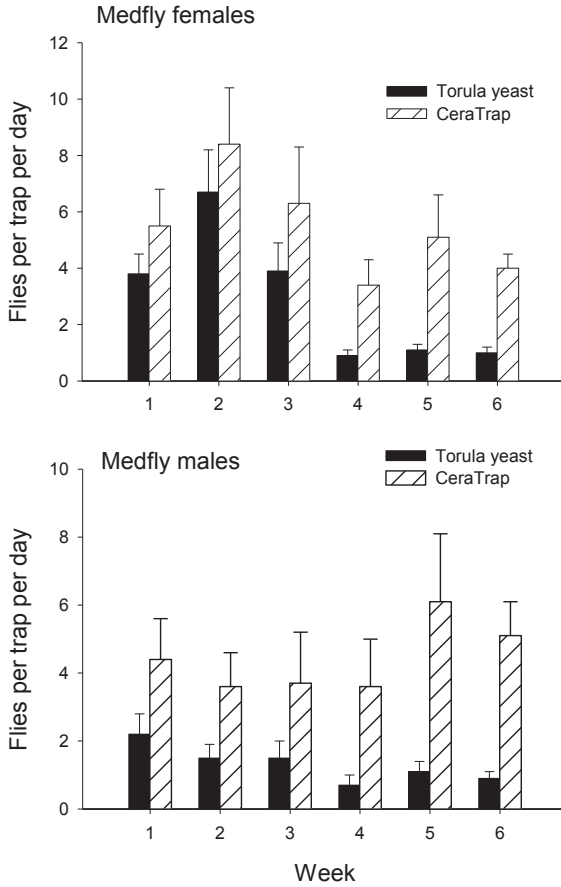 Medfly females
14
12
10
8
6
4
2
0
Flies per trap per day
Torula yeast
CeraTrap
1 2 3 4 5 6
Medfly males
10
8
6
4
2
0
Flies per trap per day
Torula yeast
CeraTrap
1 2 3 4 5 6
Week